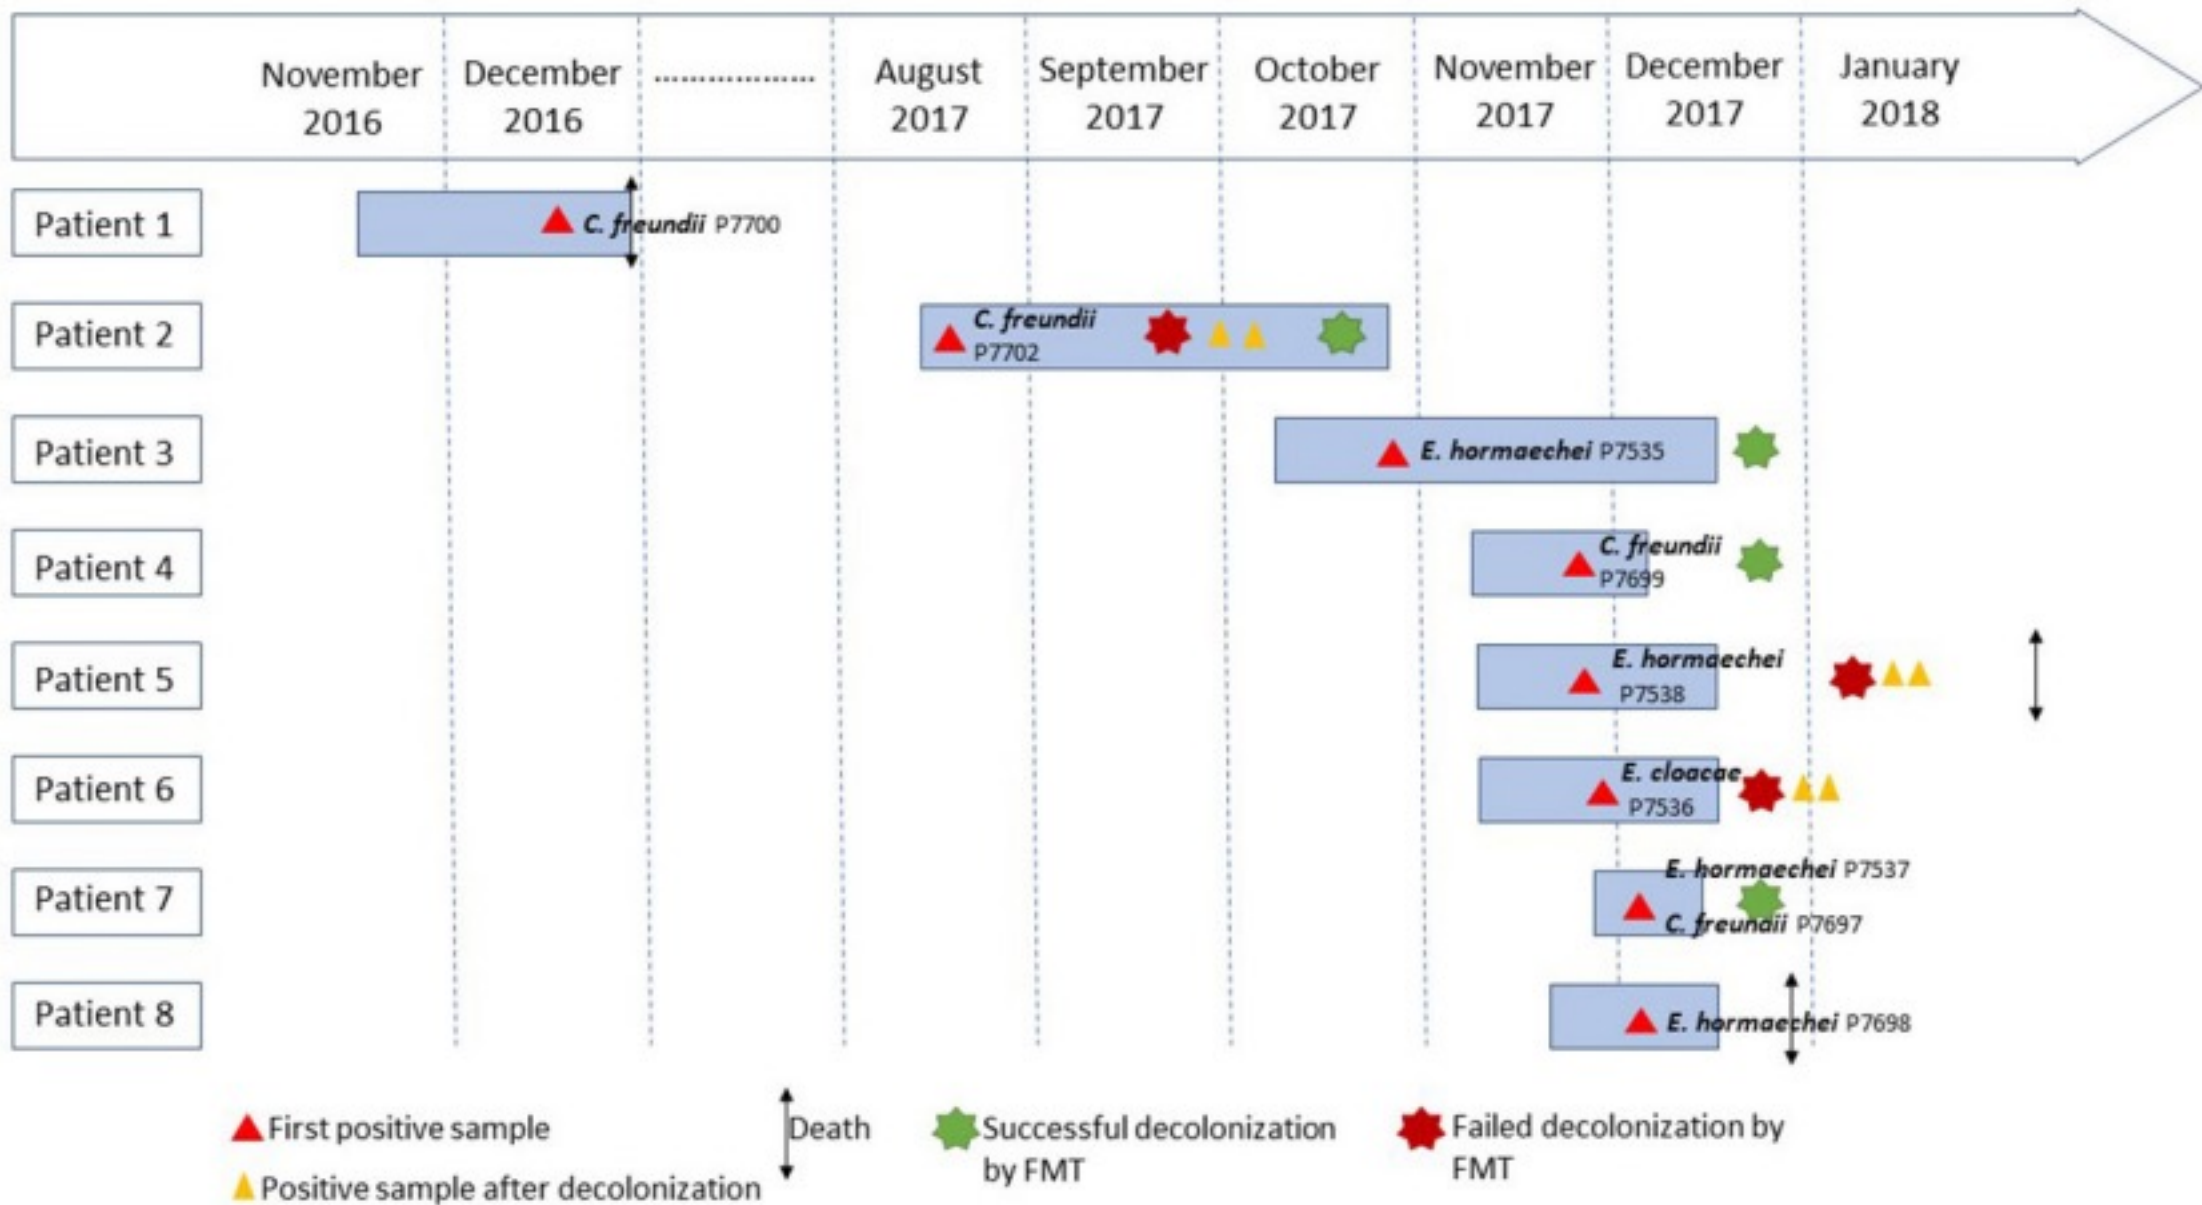 November December ................. August September October November December January
2016 2016 2017 2017 2017 2017 2017 2018
Patient 1
C. freundii P7700
Patient 2
C. freundii
P7702
Patient 3
E. hormaechei P7535
Patient 4
C. freundii
P7699
Patient 5
E. hormaechei
P7538
Patient 6
E. cloacae
P7536
Patient 7
E. hormaechei P7537
C. freundii P7697
Patient 8
E. hormaechei P7698
First positive sample
Death
Successful decolonization
by FMT
Failed decolonization by
FMT
Positive sample after decolonization